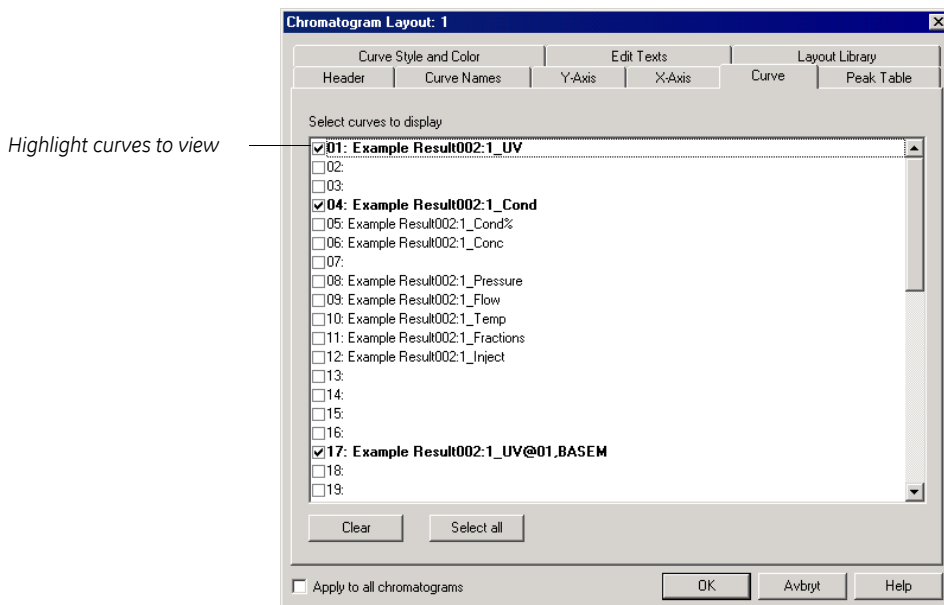 Chromatogram Layout: 1
Curve Style and Color Edit Texts Layout Library
Header Curve Names Y-Axis X-Axis Curve Peak Table
Select curves to display
Highlight curves to view
01: Example Result002:1_UV
02:
03:
04: Example Result002:1_Cond
05: Example Result002:1_Cond%
06: Example Result002:1_Conc
07:
08: Example Result002:1_Pressure
09: Example Result002:1_Flow
10: Example Result002:1_Temp
11: Example Result002:1_Fractions
12: Example Result002:1_Inject
13:
14:
15:
16:
17: Example Result002:1_UV@01,BASEM
18:
19:
Clear Select all
Apply to all chromatograms OK Avbryt Help